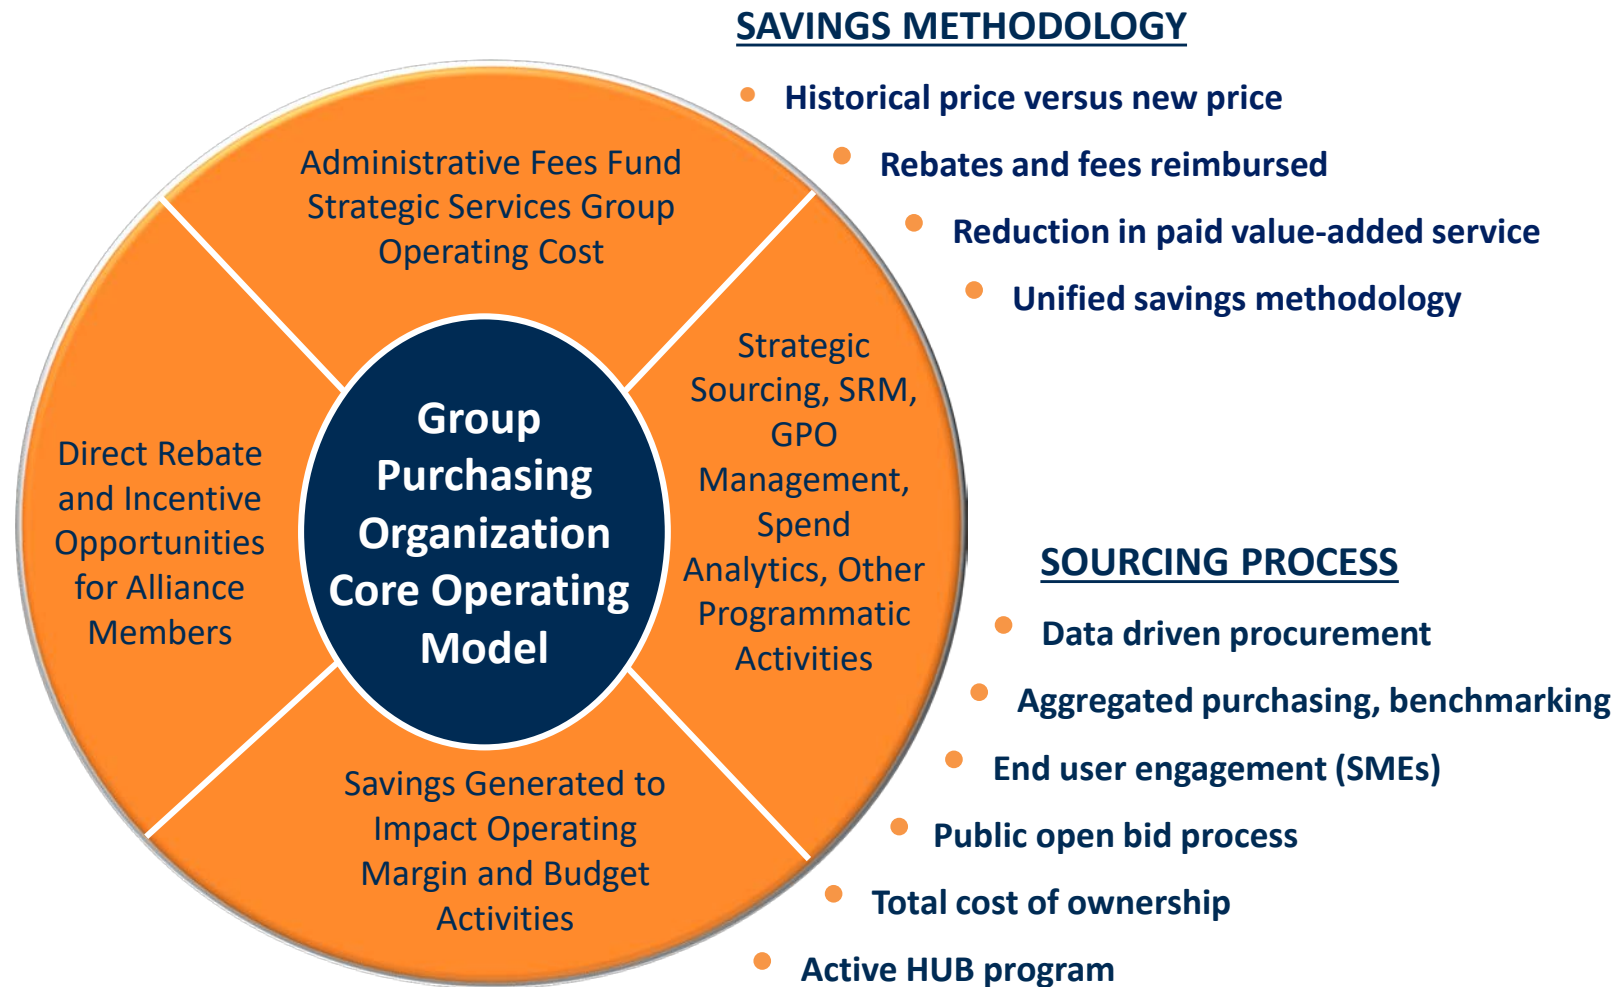 SAVINGS METHODOLOGY
Historical price versus new price
Rebates and fees reimbursed
Reduction in paid value-added service
Unified savings methodology
Administrative Fees Fund
Strategic Services Group
Operating Cost
Strategic
Sourcing, SRM,
GPO
Management,
Spend
Analytics, Other
Programmatic
Activities
Group
Purchasing
Organization
Core Operating
Model
Direct Rebate
and Incentive
Opportunities
for Alliance
Members
Savings Generated to
Impact Operating
Margin and Budget
Activities
SOURCING PROCESS
Data driven procurement
Aggregated purchasing, benchmarking
End user engagement (SMEs)
Public open bid process
Total cost of ownership
Active HUB program